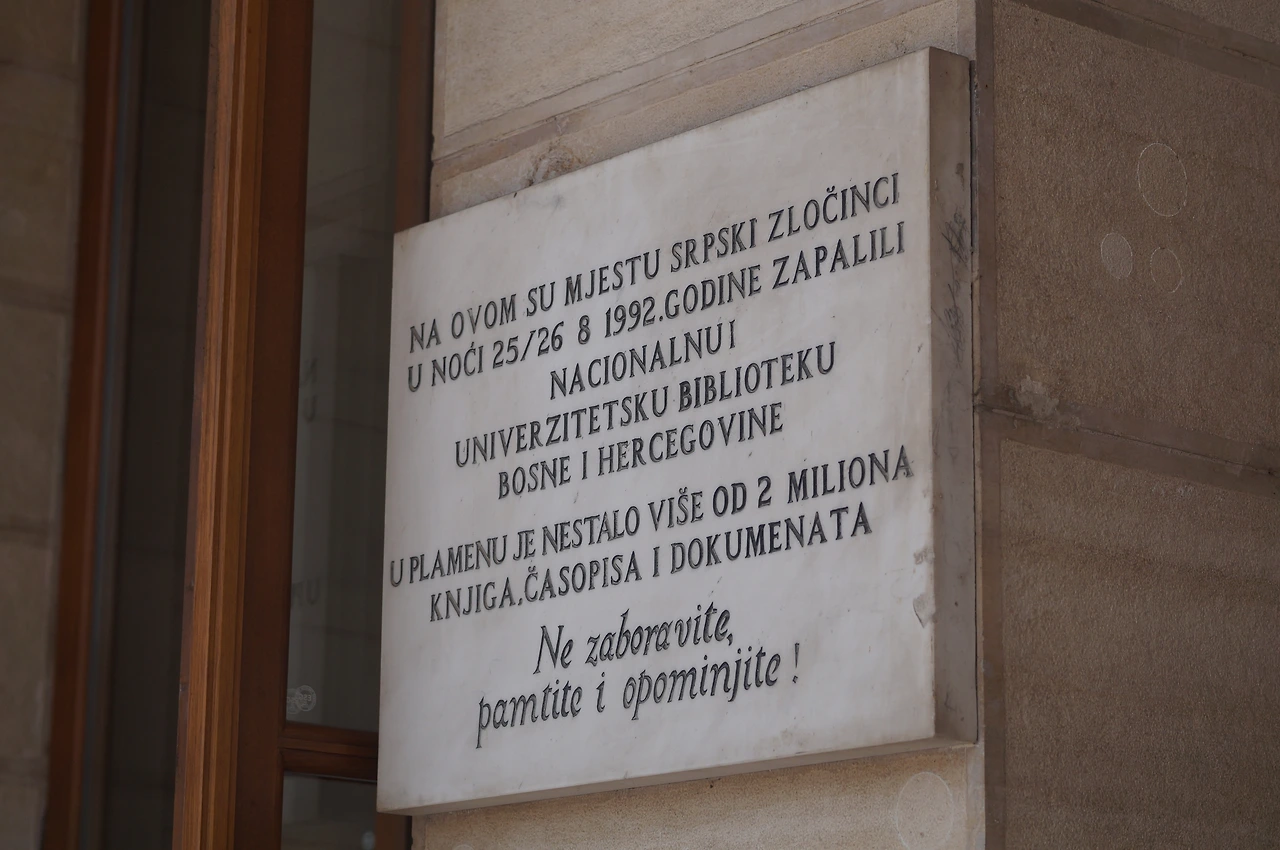 NA OVOM SU MJESTU SRPSKI ZLOČINCI
U NOĆI 25/26 8 1992.GODINE ZAPALILI
NACIONALNU I
UNIVERZITETSKU BIBLIOTEKU
BOSNE I HERCEGOVINE
U PLAMENU JE NESTALO VIŠE OD 2 MILIONA
KNJIGA,ČASOPISA I DOKUMENATA
Ne zaboravite,
pamtite i opominjite !